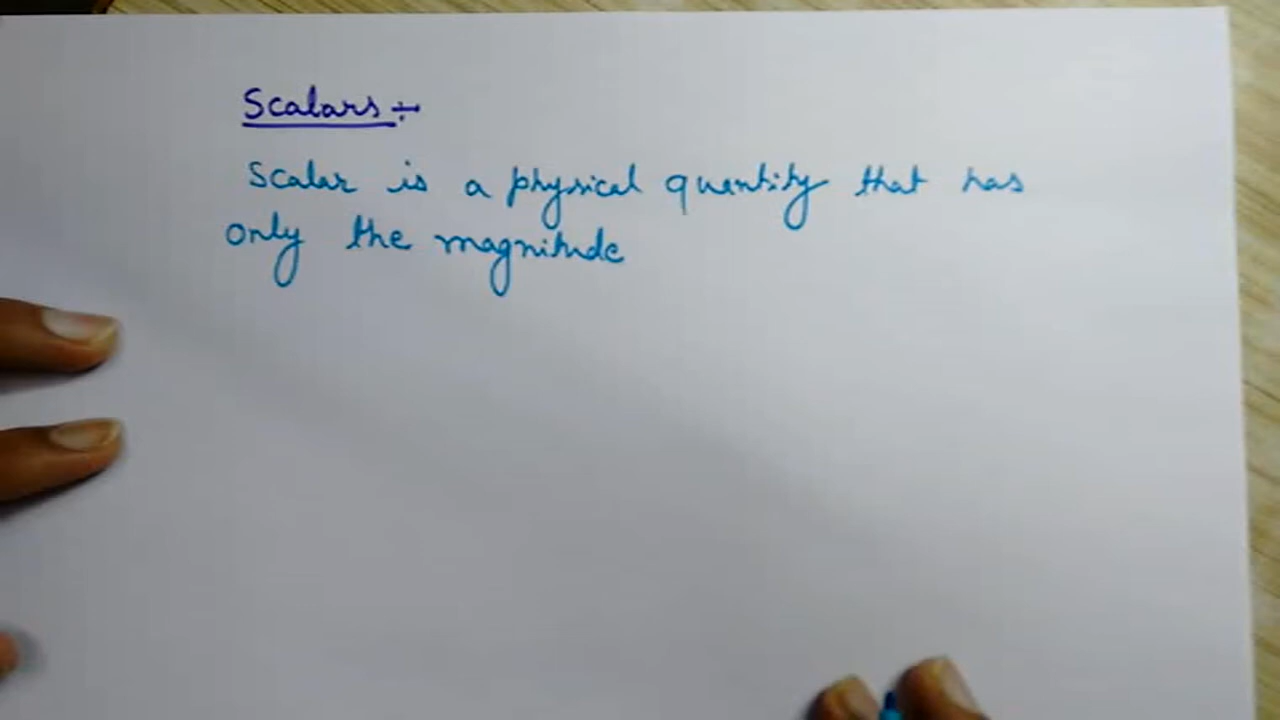 Scalars :-
Scalar is a physical quantity that has
only the magnitude